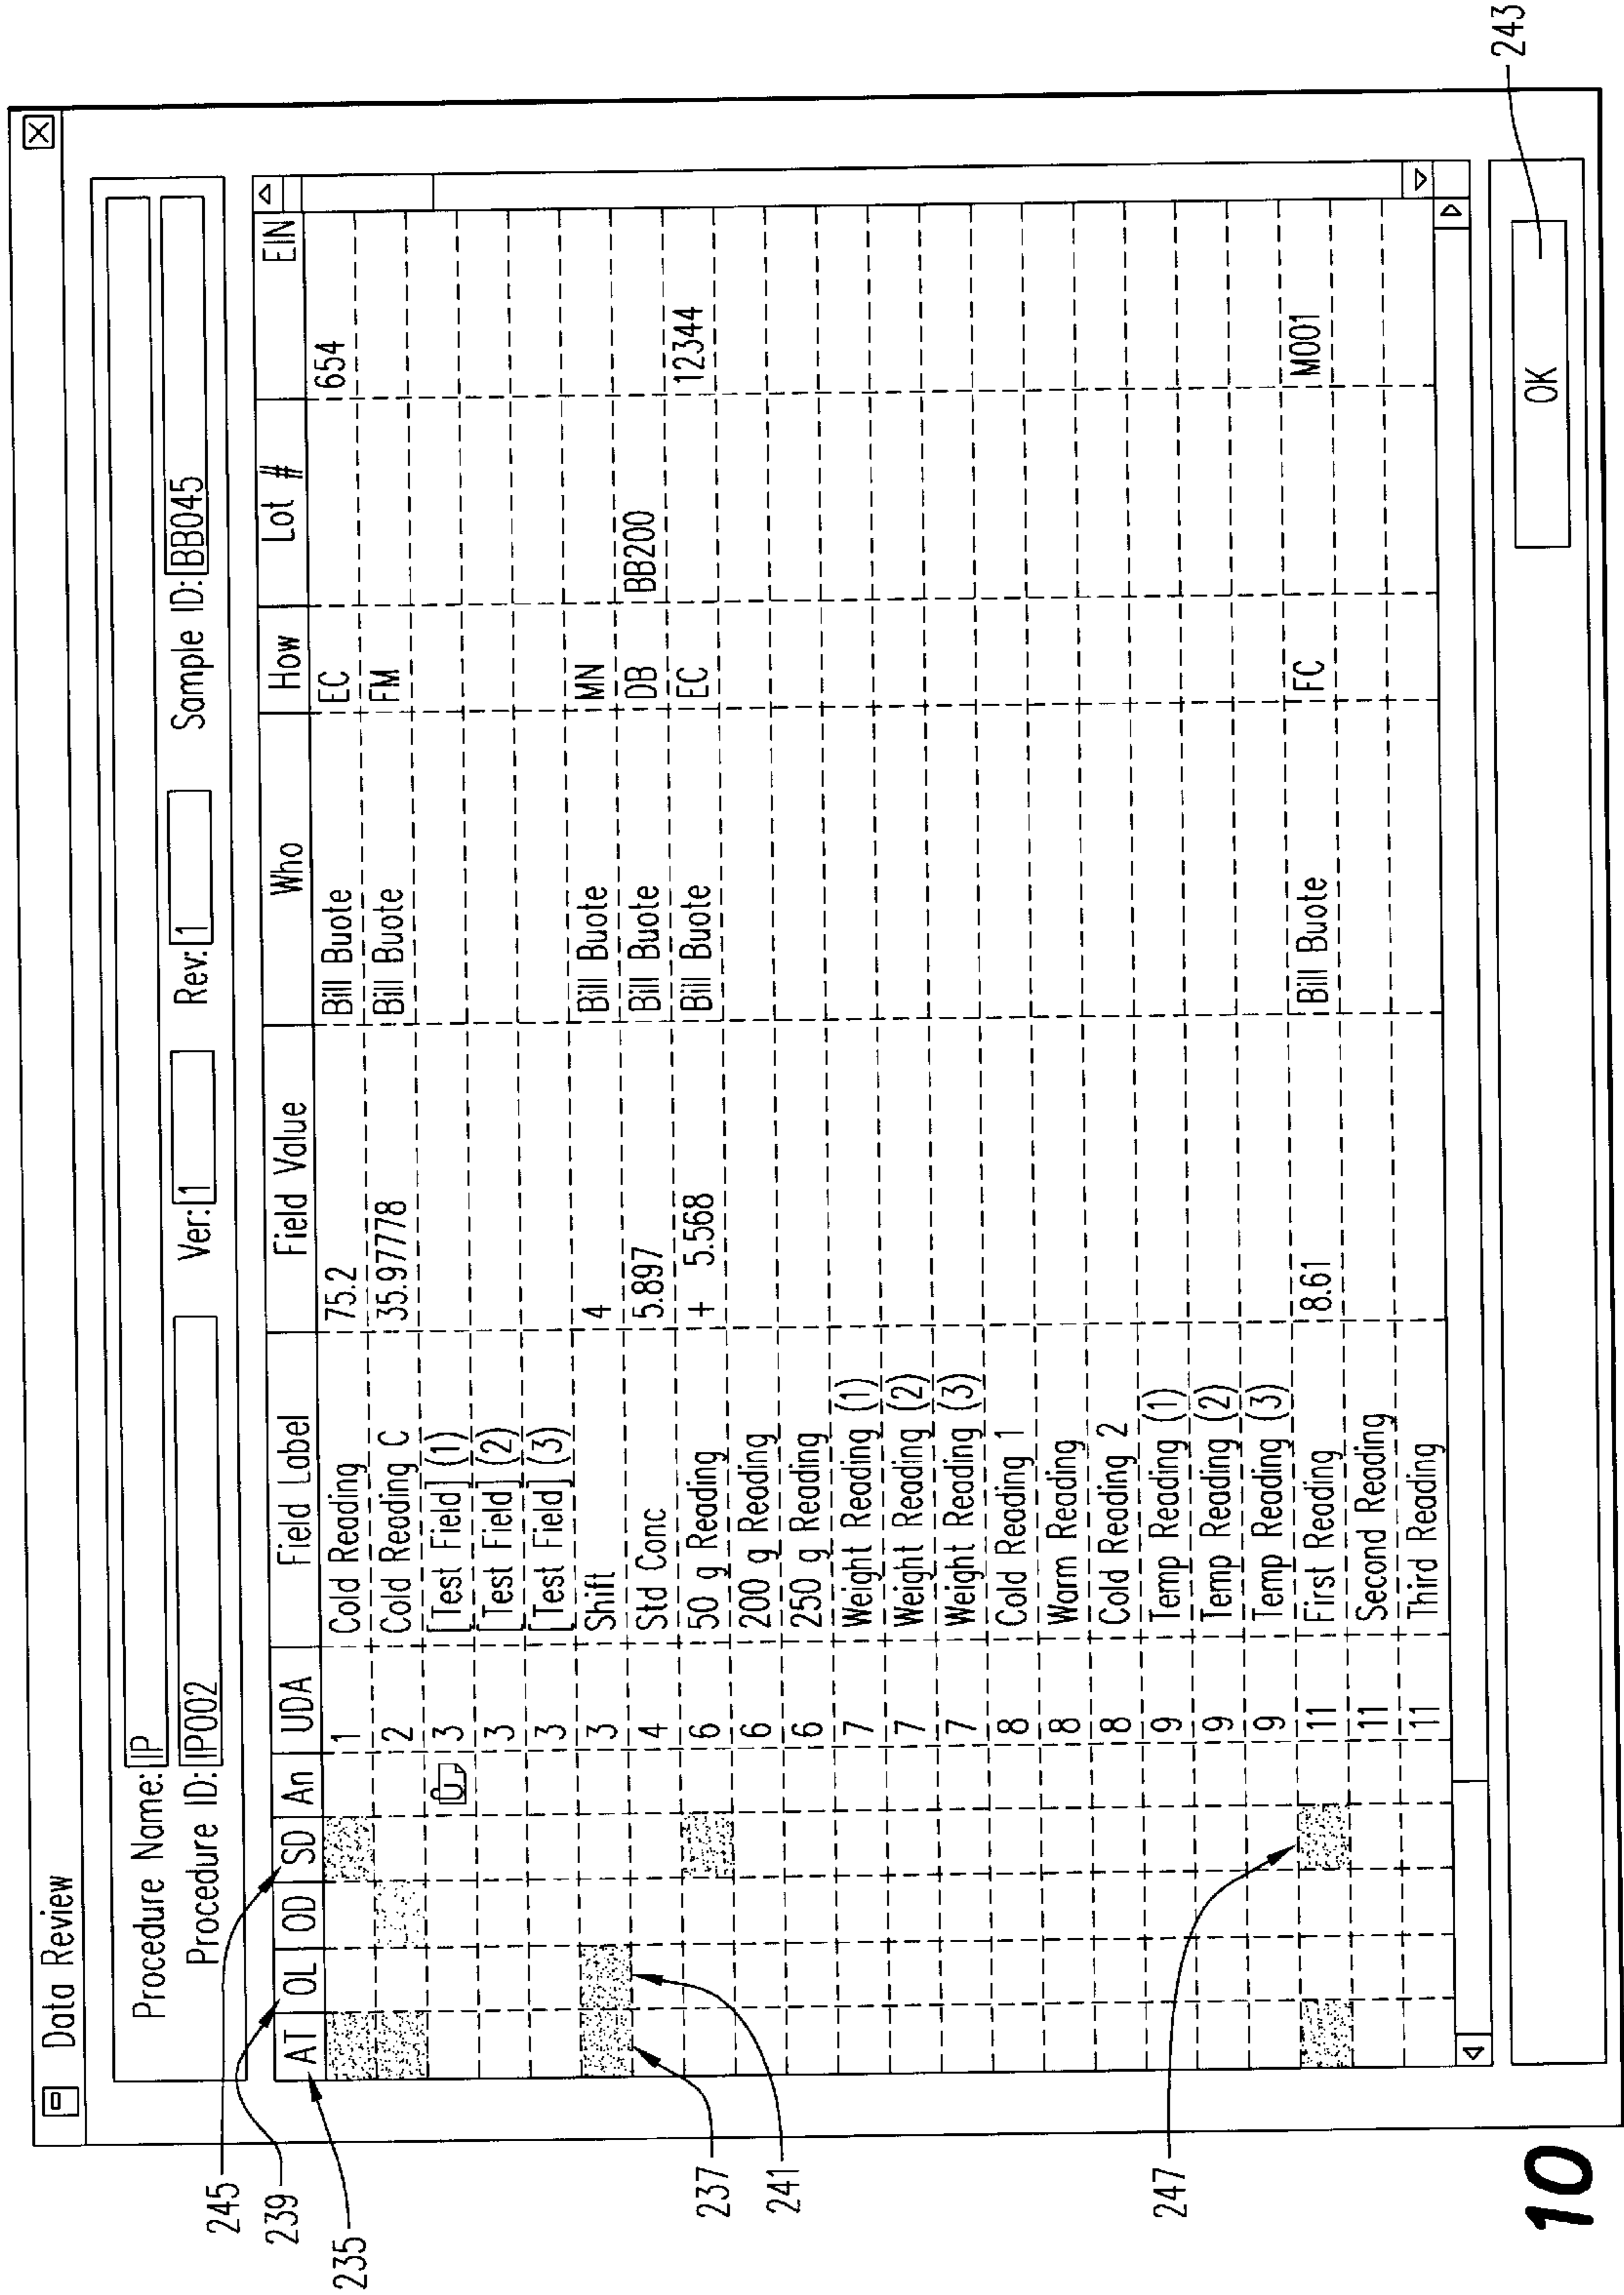 Data Review
Procedure Name: IP
Procedure ID: IP002 Ver: 1 Rev: 1 Sample ID: BB045
AT OL OD SD An UDA Field Label Field Value Who How Lot # EIN
1 Cold Reading 75.2 Bill Buote EC 654
2 Cold Reading C 35.97778 Bill Buote FM
3 [Test Field] (1)
3 [Test Field] (2)
3 [Test Field] (3)
3 Shift 4 Bill Buote MN
4 Std Conc 5.897 Bill Buote DB BB200
6 50 g Reading + 5.568 Bill Buote EC 12344
6 200 g Reading
6 250 g Reading
7 Weight Reading (1)
7 Weight Reading (2)
7 Weight Reading (3)
8 Cold Reading 1
8 Warm Reading
8 Cold Reading 2
9 Temp Reading (1)
9 Temp Reading (2)
9 Temp Reading (3)
11 First Reading 8.61 Bill Buote FC M001
11 Second Reading
11 Third Reading
OK
245
239
235
237
241
247
243
10